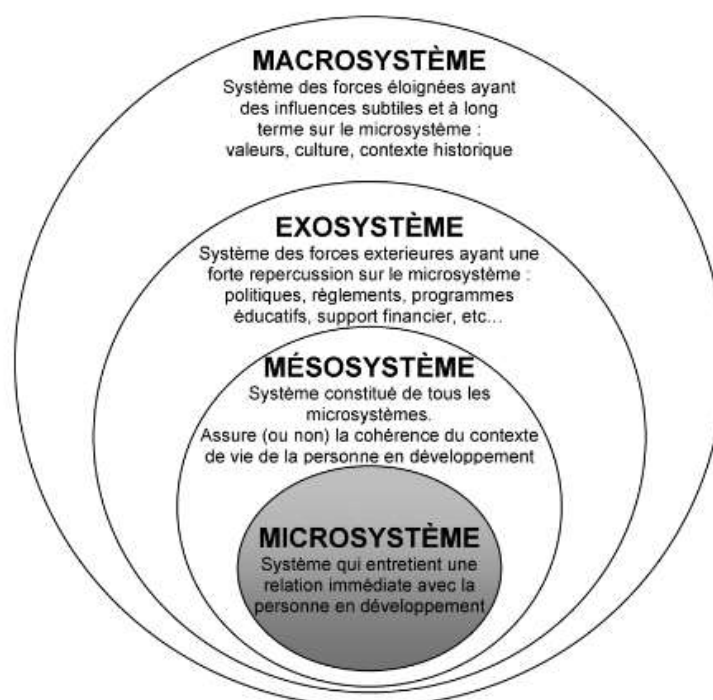 MACROSYSTÈME
Système des forces éloignées ayant
des influences subtiles et à long
terme sur le microsystème :
valeurs, culture, contexte historique
EXOSYSTÈME
Système des forces exterieures ayant une
forte repercussion sur le microsystème :
politiques, règlements, programmes
éducatifs, support financier, etc...
MÉSOSYSTÈME
Système constitué de tous les
microsystèmes.
Assure (ou non) la cohérence du contexte
de vie de la personne en développement
MICROSYSTÈME
Système qui entretient une
relation immédiate avec la
personne en développement